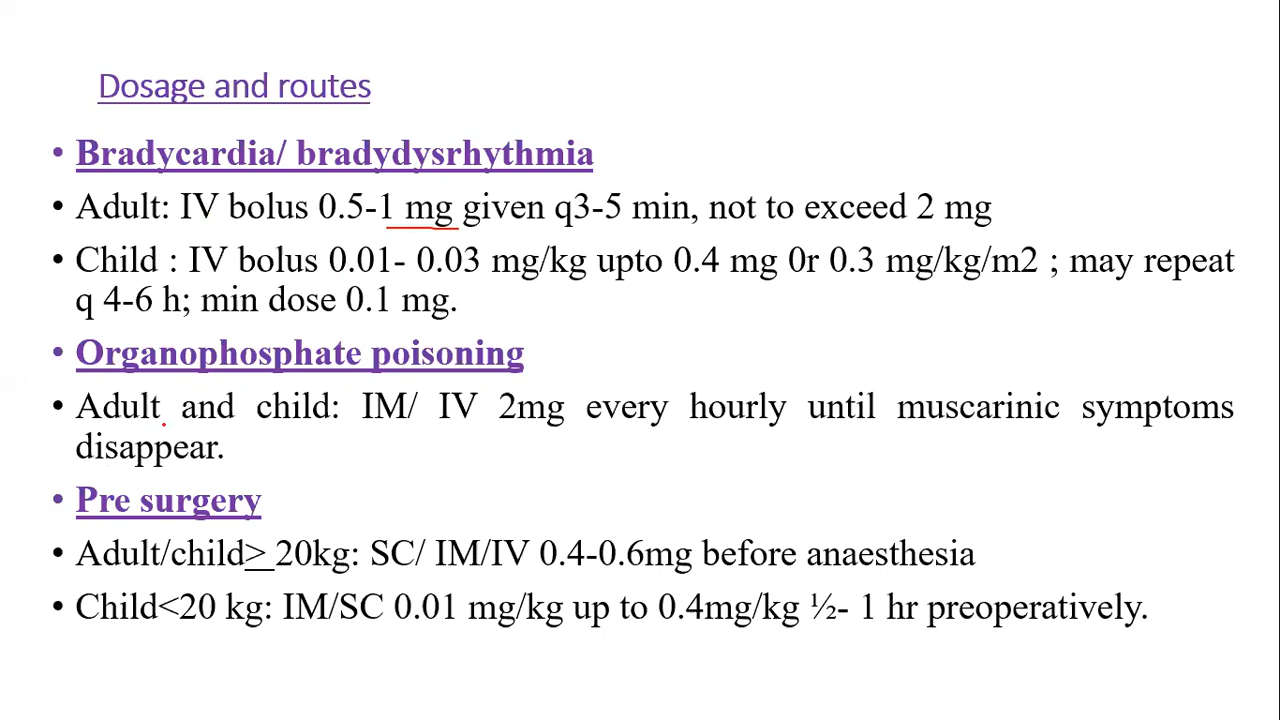 Dosage and routes
• Bradycardia/ bradydysrhythmia
• Adult: IV bolus 0.5-1 mg given q3-5 min, not to exceed 2 mg
• Child : IV bolus 0.01- 0.03 mg/kg upto 0.4 mg 0r 0.3 mg/kg/m2 ; may repeat
q 4-6 h; min dose 0.1 mg.
• Organophosphate poisoning
• Adult and child: IM/ IV 2mg every hourly until muscarinic symptoms
disappear.
• Pre surgery
• Adult/child> 20kg: SC/ IM/IV 0.4-0.6mg before anaesthesia
• Child<20 kg: IM/SC 0.01 mg/kg up to 0.4mg/kg ½- 1 hr preoperatively.